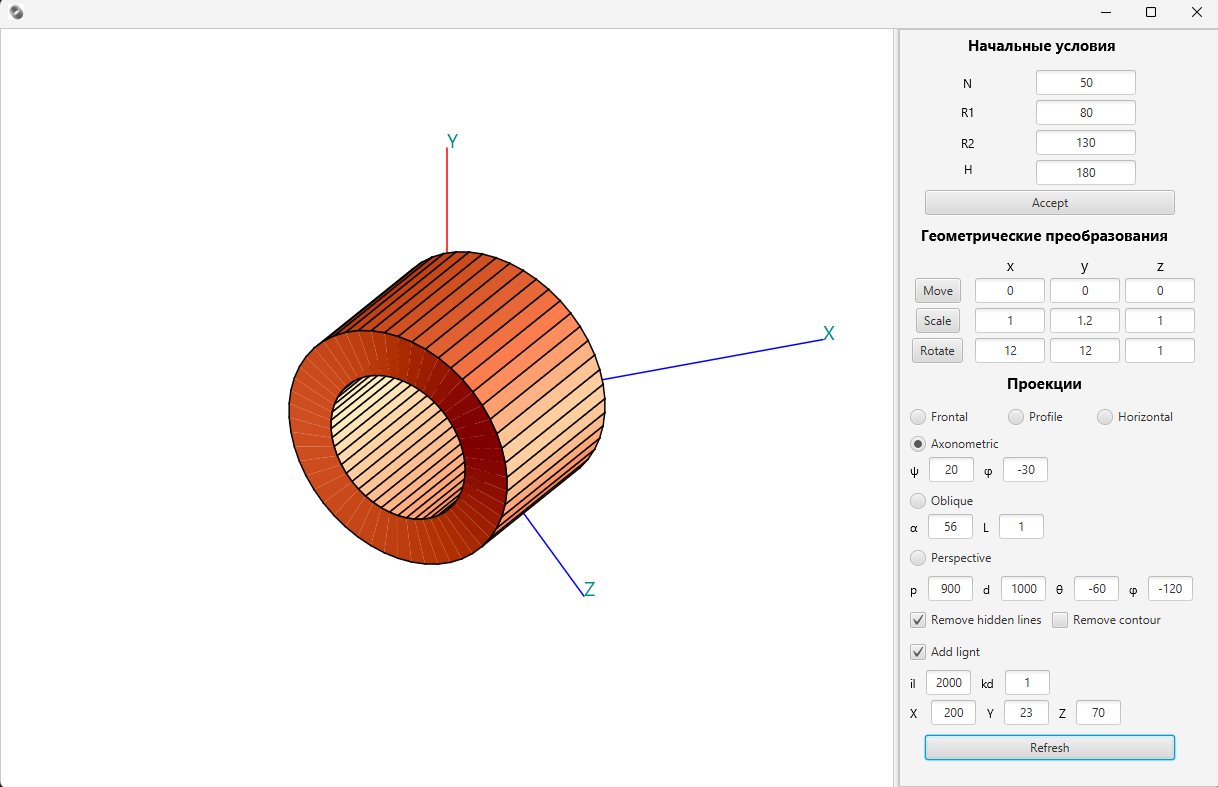 Начальные условия
N 50
R1 80
R2 130
H 180
Accept
Геометрические преобразования
x y z
Move 0 0 0
Scale 1 1.2 1
Rotate 12 12 1
Проекции
Frontal Profile Horizontal
Axonometric
ψ 20 φ -30
Oblique
α 56 L 1
Perspective
p 900 d 1000 θ -60 φ -120
Remove hidden lines Remove contour
Add lignt
il 2000 kd 1
X 200 Y 23 Z 70
Refresh
Y
X
Z